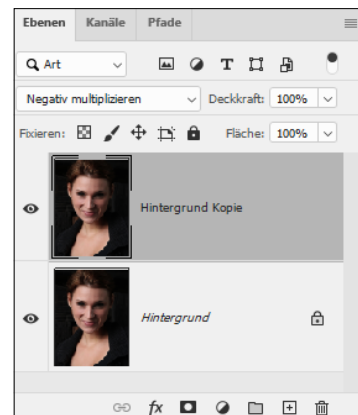 Ebenen Kanäle Pfade
Art T
Negativ multiplizieren Deckkraft: 100%
Fixieren: Fläche: 100%
Hintergrund Kopie
Hintergrund
fx